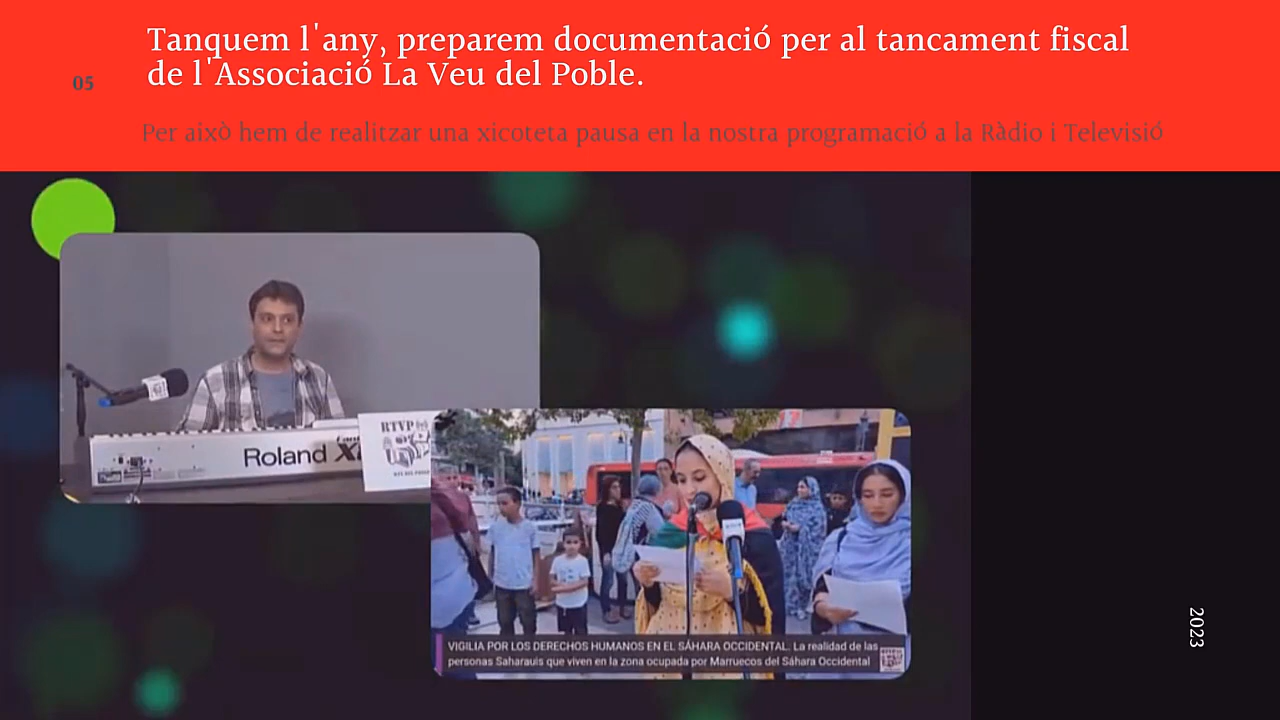 Tanquem l'any, preparem documentació per al tancament fiscal
de l'Associació La Veu del Poble.
05
Per això hem de realitzar una xicoteta pausa en la nostra programació a la Ràdio i Televisió
RTVP
Roland
VIGILIA POR LOS DERECHOS HUMANOS EN EL SÁHARA OCCIDENTAL. La realidad de las
personas Saharauis que viven en la zona ocupada por Marruecos del Sáhara Occidental
2023